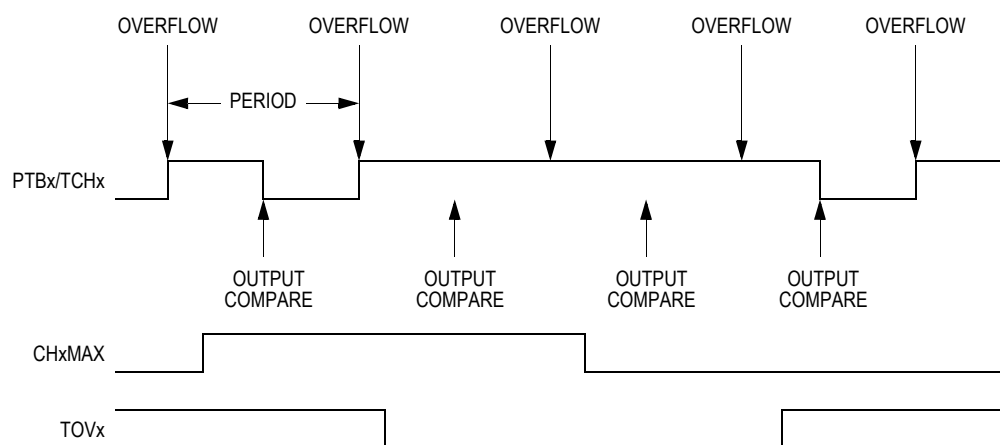 OVERFLOW OVERFLOW OVERFLOW OVERFLOW OVERFLOW
PERIOD
PTBx/TCHx
OUTPUT COMPARE
OUTPUT COMPARE
OUTPUT COMPARE
OUTPUT COMPARE
CHxMAX
TOVx